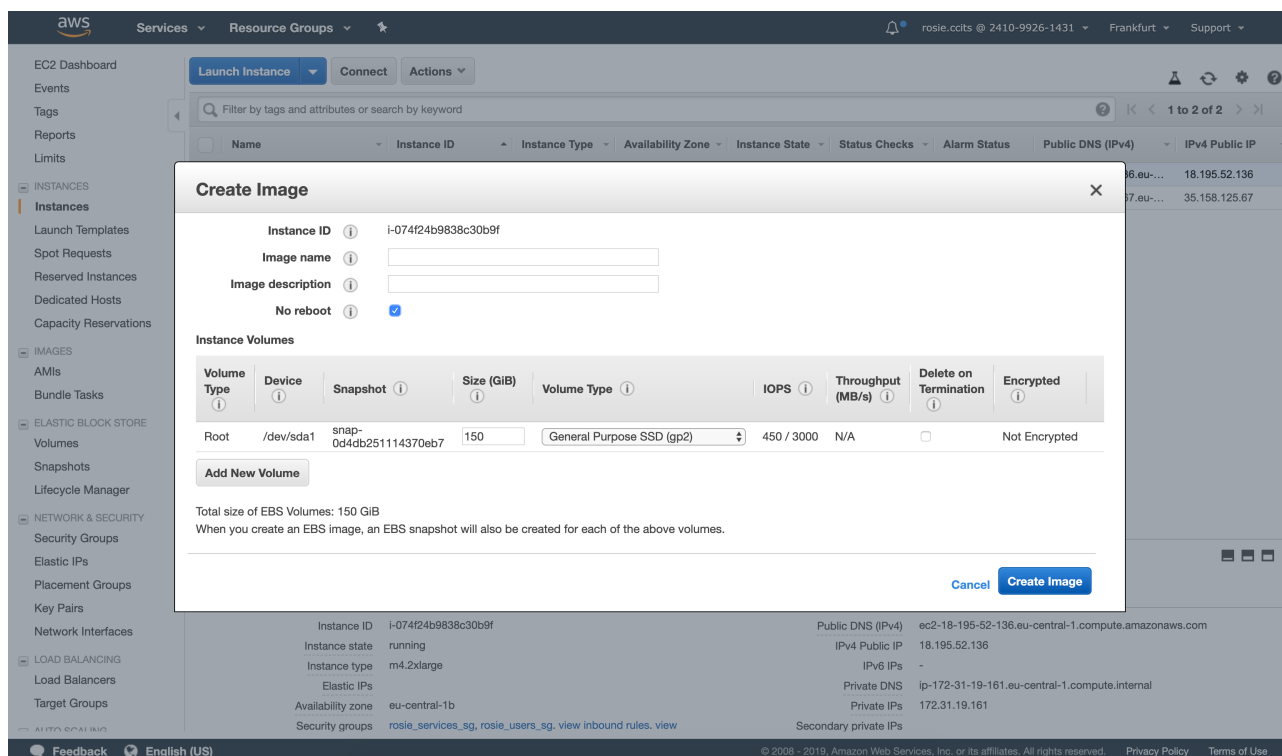 aws
Services
Resource Groups
rosie.ccits @ 2410-9926-1431
Frankfurt
Support
EC2 Dashboard
Events
Tags
Reports
Limits
INSTANCES
Instances
Launch Templates
Spot Requests
Reserved Instances
Dedicated Hosts
Capacity Reservations
IMAGES
AMIs
Bundle Tasks
ELASTIC BLOCK STORE
Volumes
Snapshots
Lifecycle Manager
NETWORK & SECURITY
Security Groups
Elastic IPs
Placement Groups
Key Pairs
Network Interfaces
LOAD BALANCING
Load Balancers
Target Groups
AUTO SCALING
Launch Instance Connect Actions
Filter by tags and attributes or search by keyword
1 to 2 of 2
Name Instance ID Instance Type Availability Zone Instance State Status Checks Alarm Status Public DNS (IPv4) IPv4 Public IP
36.eu-... 18.195.52.136
67.eu-... 35.158.125.67
Create Image
Instance ID i-074f24b9838c30b9f
Image name
Image description
No reboot
Instance Volumes
Volume Type Device Snapshot Size (GiB) Volume Type IOPS Throughput (MB/s) Delete on Termination Encrypted
Root /dev/sda1 snap-0d4db251114370eb7 150 General Purpose SSD (gp2) 450 / 3000 N/A Not Encrypted
Add New Volume
Total size of EBS Volumes: 150 GiB
When you create an EBS image, an EBS snapshot will also be created for each of the above volumes.
Cancel Create Image
Instance ID i-074f24b9838c30b9f
Instance state running
Instance type m4.2xlarge
Elastic IPs
Availability zone eu-central-1b
Security groups rosie_services_sg, rosie_users_sg. view inbound rules. view
Public DNS (IPv4) ec2-18-195-52-136.eu-central-1.compute.amazonaws.com
IPv4 Public IP 18.195.52.136
IPv6 IPs -
Private DNS ip-172-31-19-161.eu-central-1.compute.internal
Private IPs 172.31.19.161
Secondary private IPs
Feedback English (US)
© 2008 - 2019, Amazon Web Services, Inc. or its affiliates. All rights reserved. Privacy Policy Terms of Use